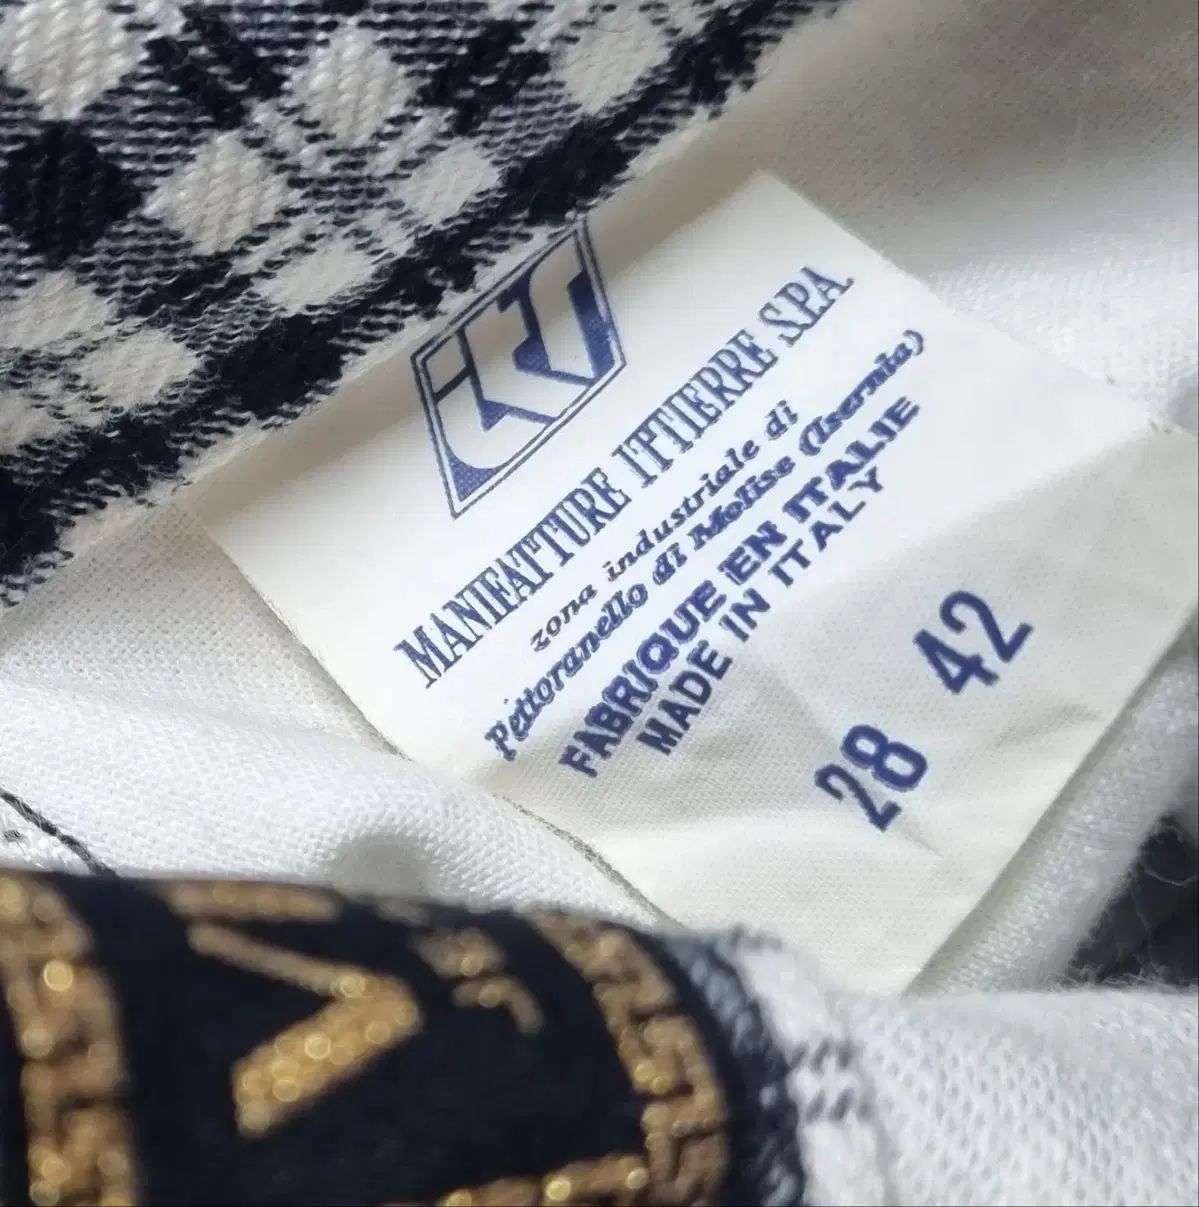 MANIFATTURE ITTIERRE S.P.A.
zona industriale di
Pettoranello di Molise (Isernia)
FABRIQUE EN ITALIE
MADE IN ITALY
28 42
V